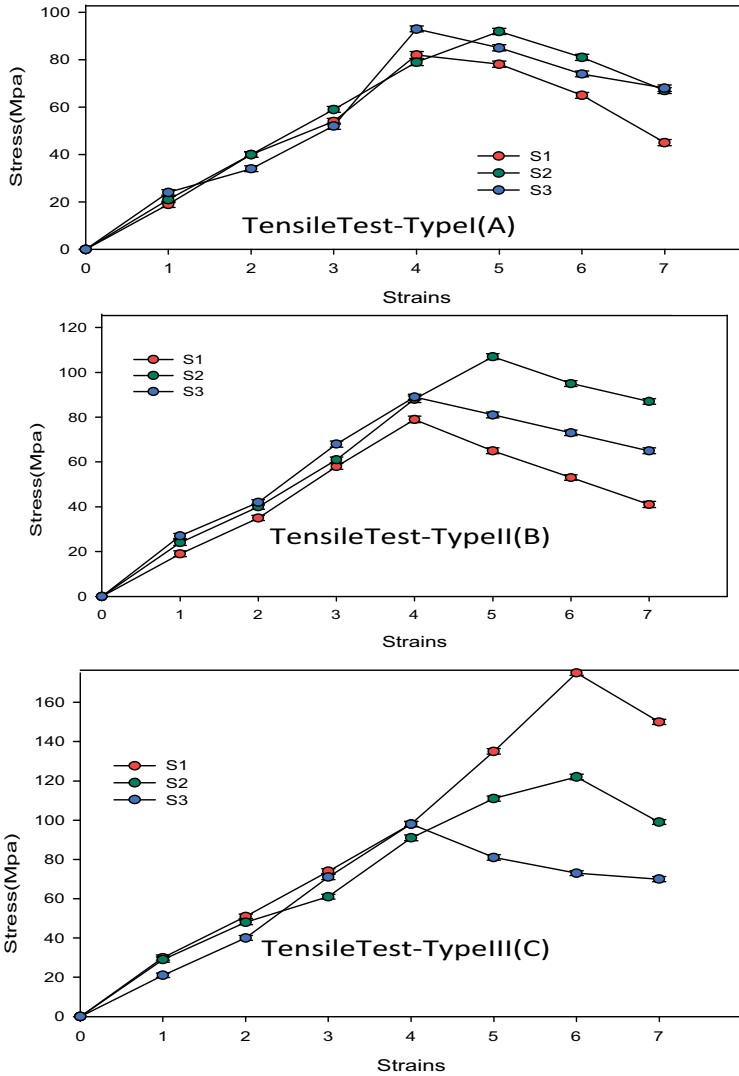 100
80
60
40
20
0
Stress(Mpa)
S1
S2
S3
TensileTest-TypeI(A)
0 1 2 3 4 5 6 7
Strains
120
100
80
60
40
20
0
Stress(Mpa)
S1
S2
S3
TensileTest-TypeII(B)
0 1 2 3 4 5 6 7
Strains
160
140
120
100
80
60
40
20
0
Stress(Mpa)
S1
S2
S3
TensileTest-TypeIII(C)
0 1 2 3 4 5 6 7
Strains